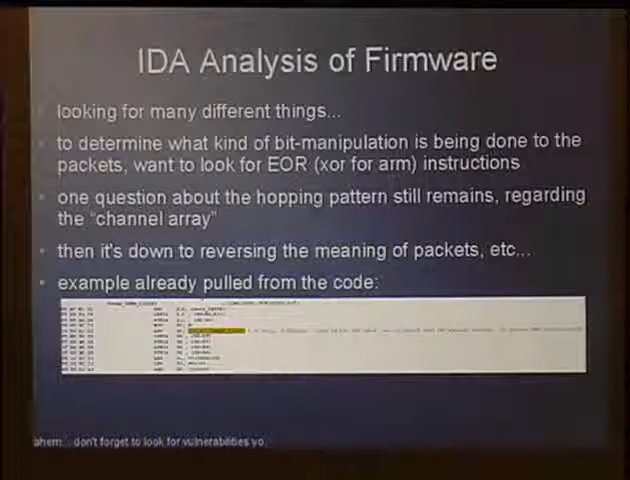 IDA Analysis of Firmware
looking for many different things...
to determine what kind of bit-manipulation is being done to the
packets, want to look for EOR (xor for arm) instructions
one question about the hopping pattern still remains, regarding
the "channel array"
then it's down to reversing the meaning of packets, etc...
example already pulled from the code:
ahem... don't forget to look for vulnerabilities yo.